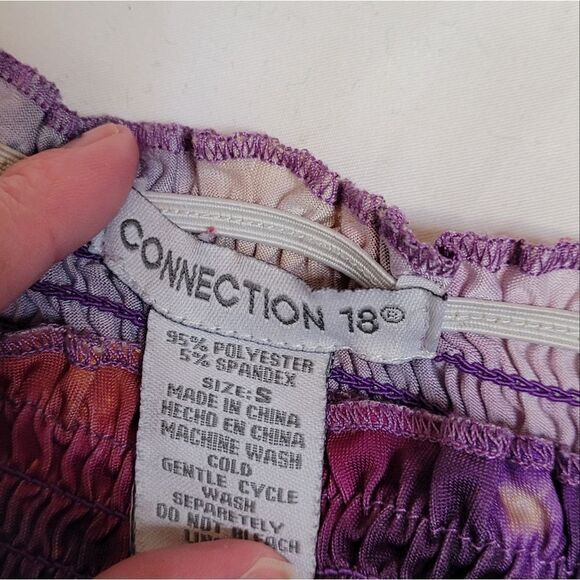 CONNECTION 18®
95% POLYESTER
5% SPANDEX
SIZE: S
MADE IN CHINA
HECHO EN CHINA
MACHINE WASH
COLD
GENTLE CYCLE
WASH
SEPARETELY
DO NOT BLEACH